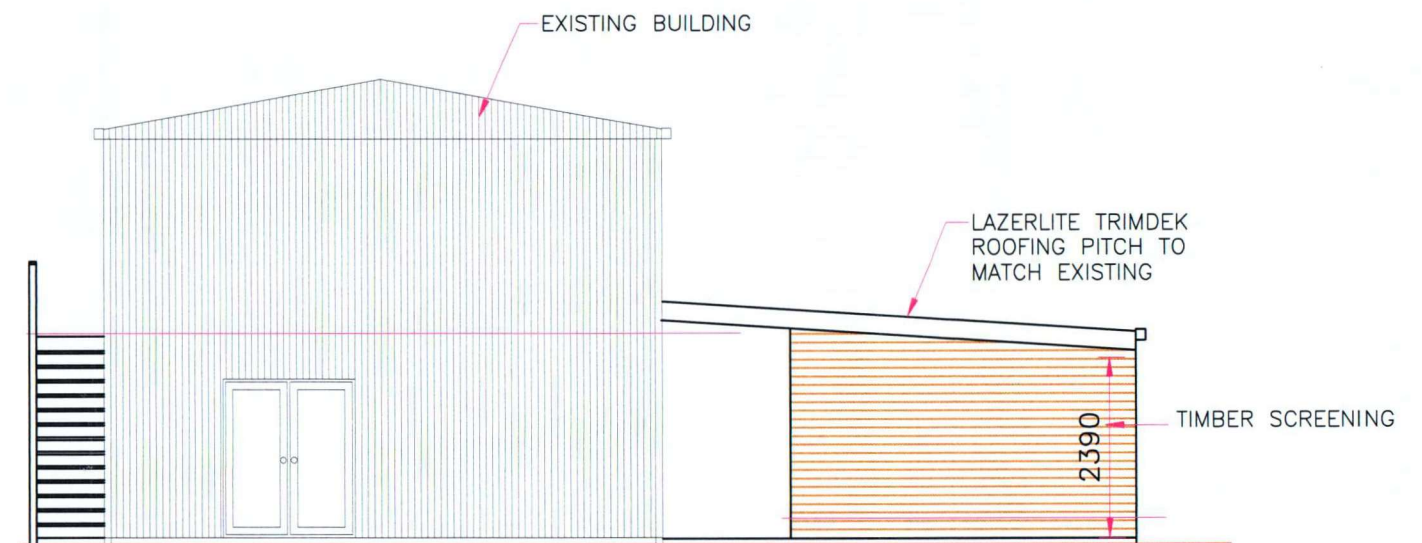 EXISTING BUILDING
LAZERLITE TRIMDEK
ROOFING PITCH TO
MATCH EXISTING
TIMBER SCREENING
2390